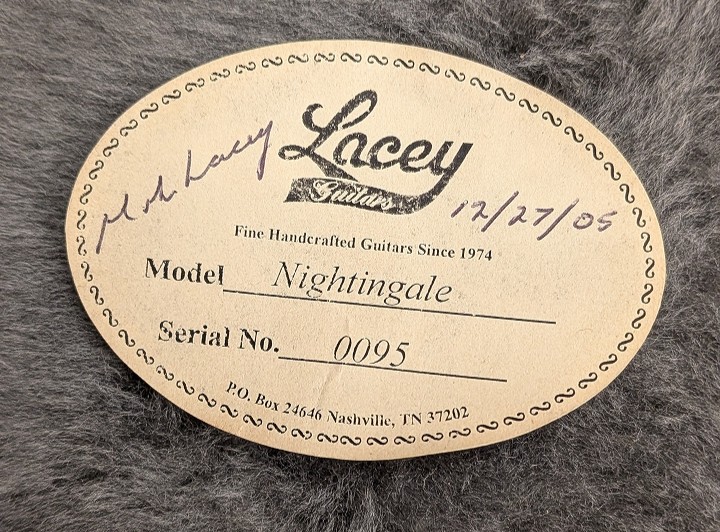 M. A. Lacey
Lacey
Guitars
12/27/05
Fine Handcrafted Guitars Since 1974
Model Nightingale
Serial No. 0095
P.O. Box 24646 Nashville, TN 37202